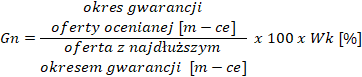 okres gwarancji
oferty ocenianej [m − ce]
Gn = ――― x 100 x Wk [%]
oferta z najdłuższym
okresem gwarancji [m − ce]